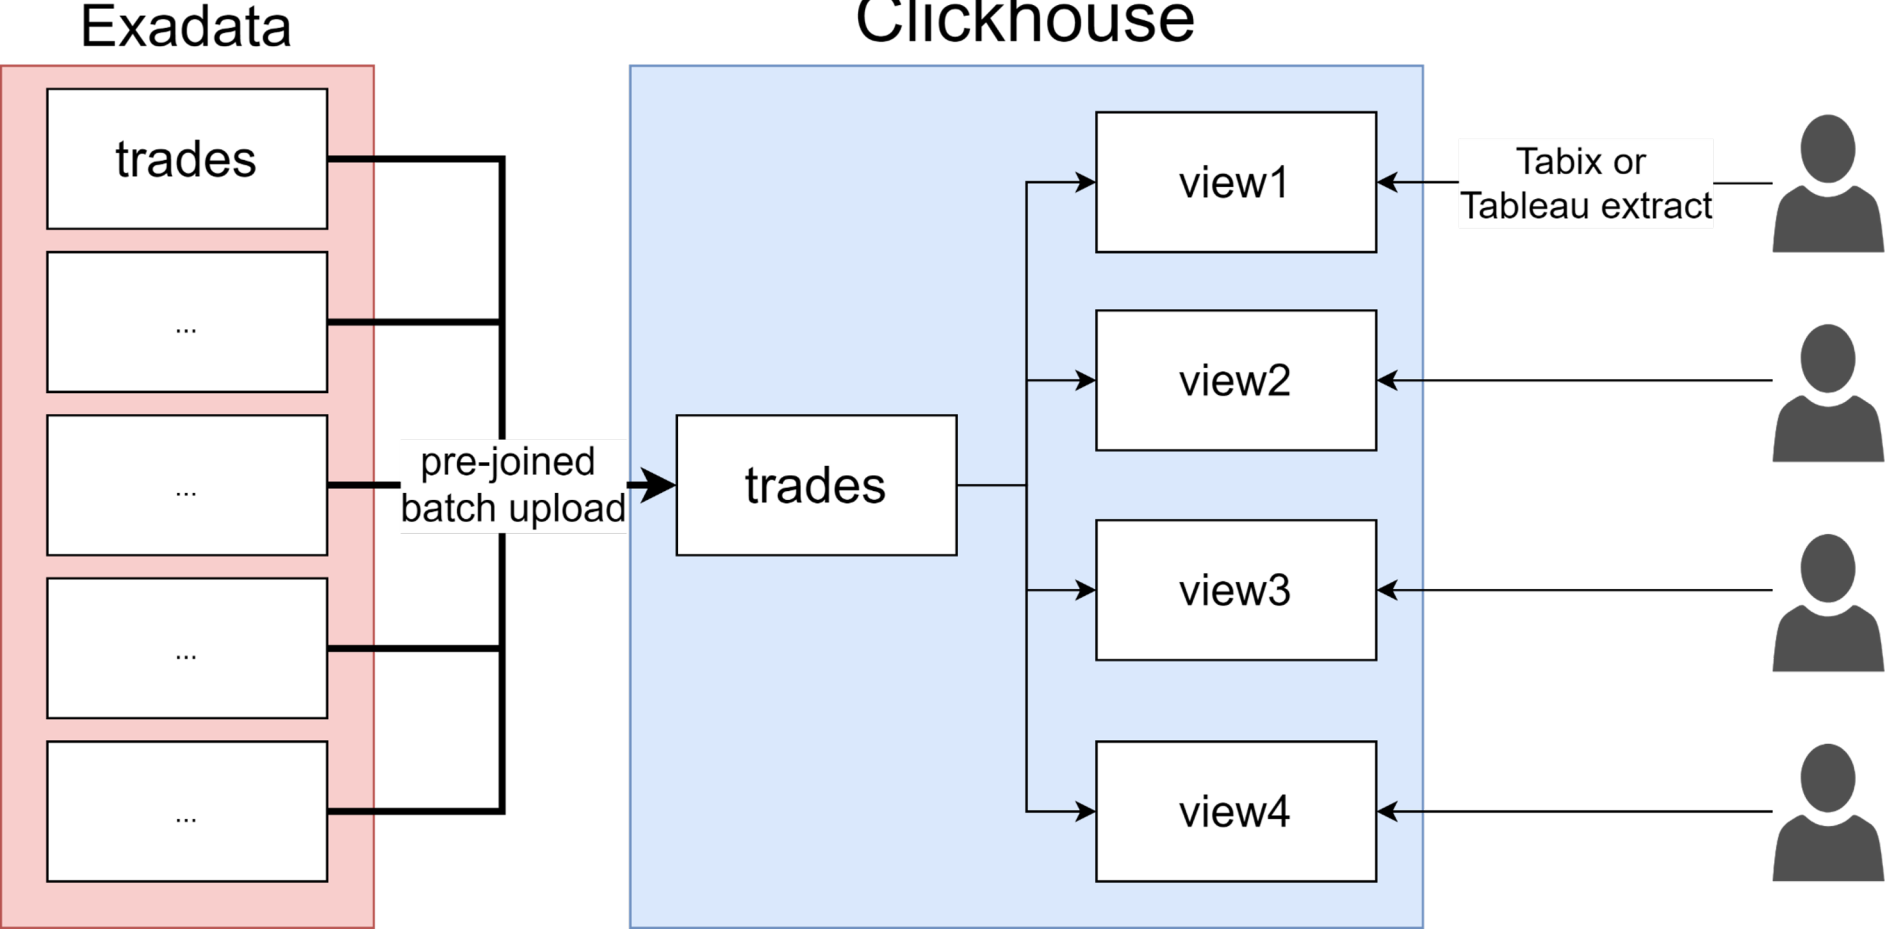 Exadata
Clickhouse
trades
...
...
...
...
pre-joined
batch upload
trades
view1
view2
view3
view4
Tabix or
Tableau extract